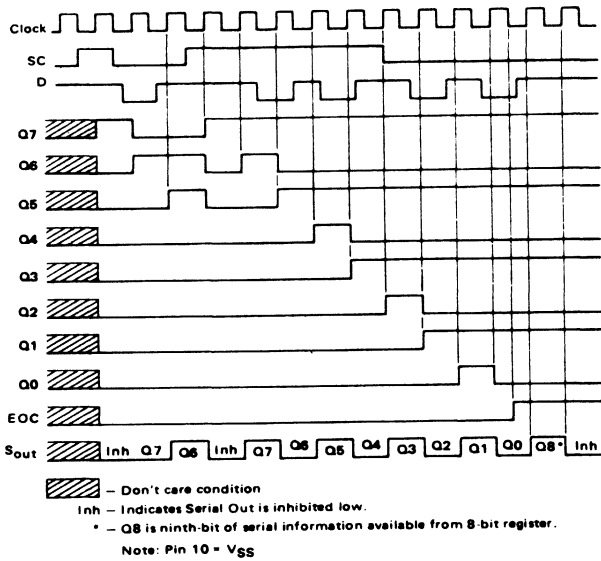 Clock
SC
D
Q7
Q6
Q5
Q4
Q3
Q2
Q1
Q0
EOC
Sout Inh Q7 Q6 Inh Q7 Q6 Q5 Q4 Q3 Q2 Q1 Q0 Q8* Inh
– Don't care condition
Inh – Indicates Serial Out is inhibited low.
* – Q8 is ninth-bit of serial information available from 8-bit register.
Note: Pin 10 = VSS